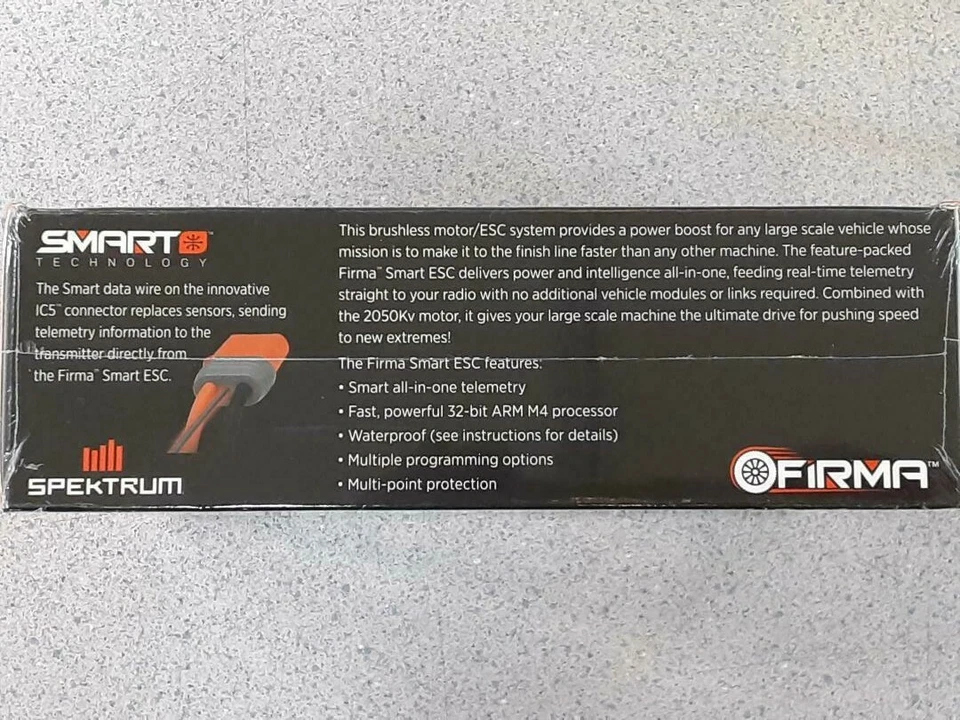 SMART™
TECHNOLOGY
The Smart data wire on the innovative
IC5™ connector replaces sensors, sending
telemetry information to the
transmitter directly from
the Firma™ Smart ESC.
SPEKTRUM
This brushless motor/ESC system provides a power boost for any large scale vehicle whose
mission is to make it to the finish line faster than any other machine. The feature-packed
Firma™ Smart ESC delivers power and intelligence all-in-one, feeding real-time telemetry
straight to your radio with no additional vehicle modules or links required. Combined with
the 2050Kv motor, it gives your large scale machine the ultimate drive for pushing speed
to new extremes!
The Firma Smart ESC features:
• Smart all-in-one telemetry
• Fast, powerful 32-bit ARM M4 processor
• Waterproof (see instructions for details)
• Multiple programming options
• Multi-point protection
FIRMA™